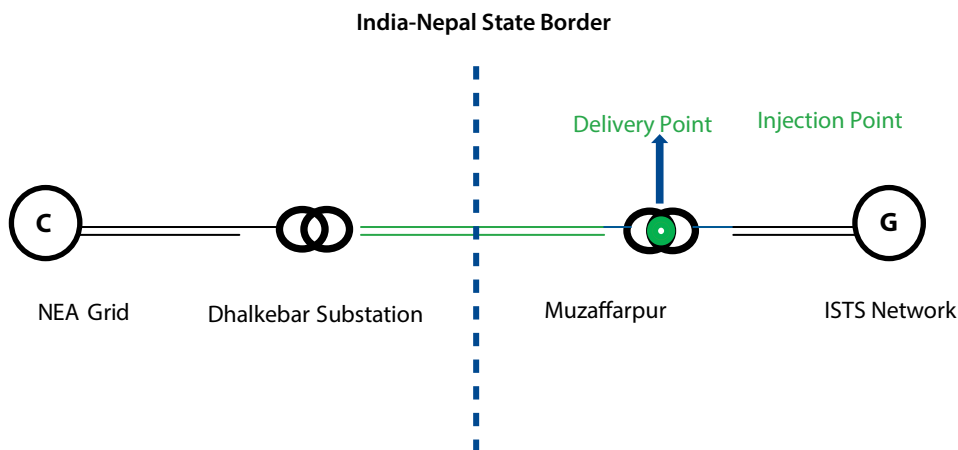 India-Nepal State Border
Delivery Point
Injection Point
C
G
NEA Grid
Dhalkebar Substation
Muzaffarpur
ISTS Network